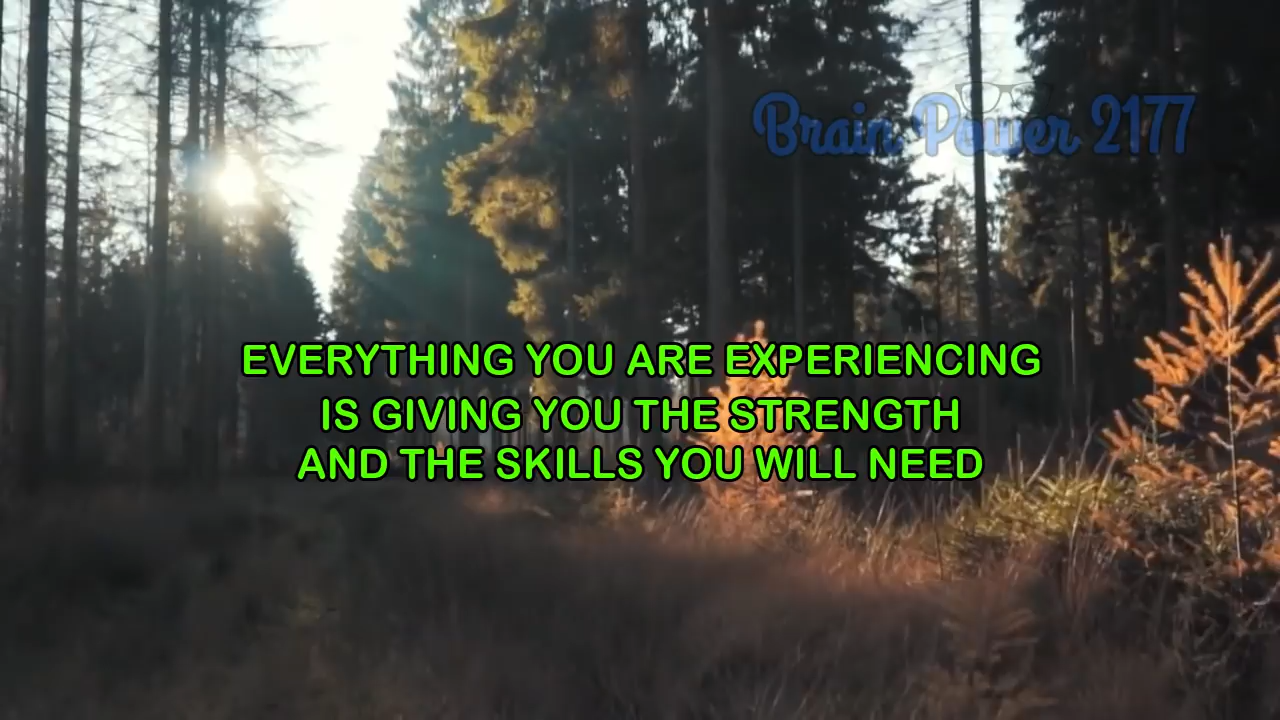 Brain Power 2177
EVERYTHING YOU ARE EXPERIENCING
IS GIVING YOU THE STRENGTH
AND THE SKILLS YOU WILL NEED